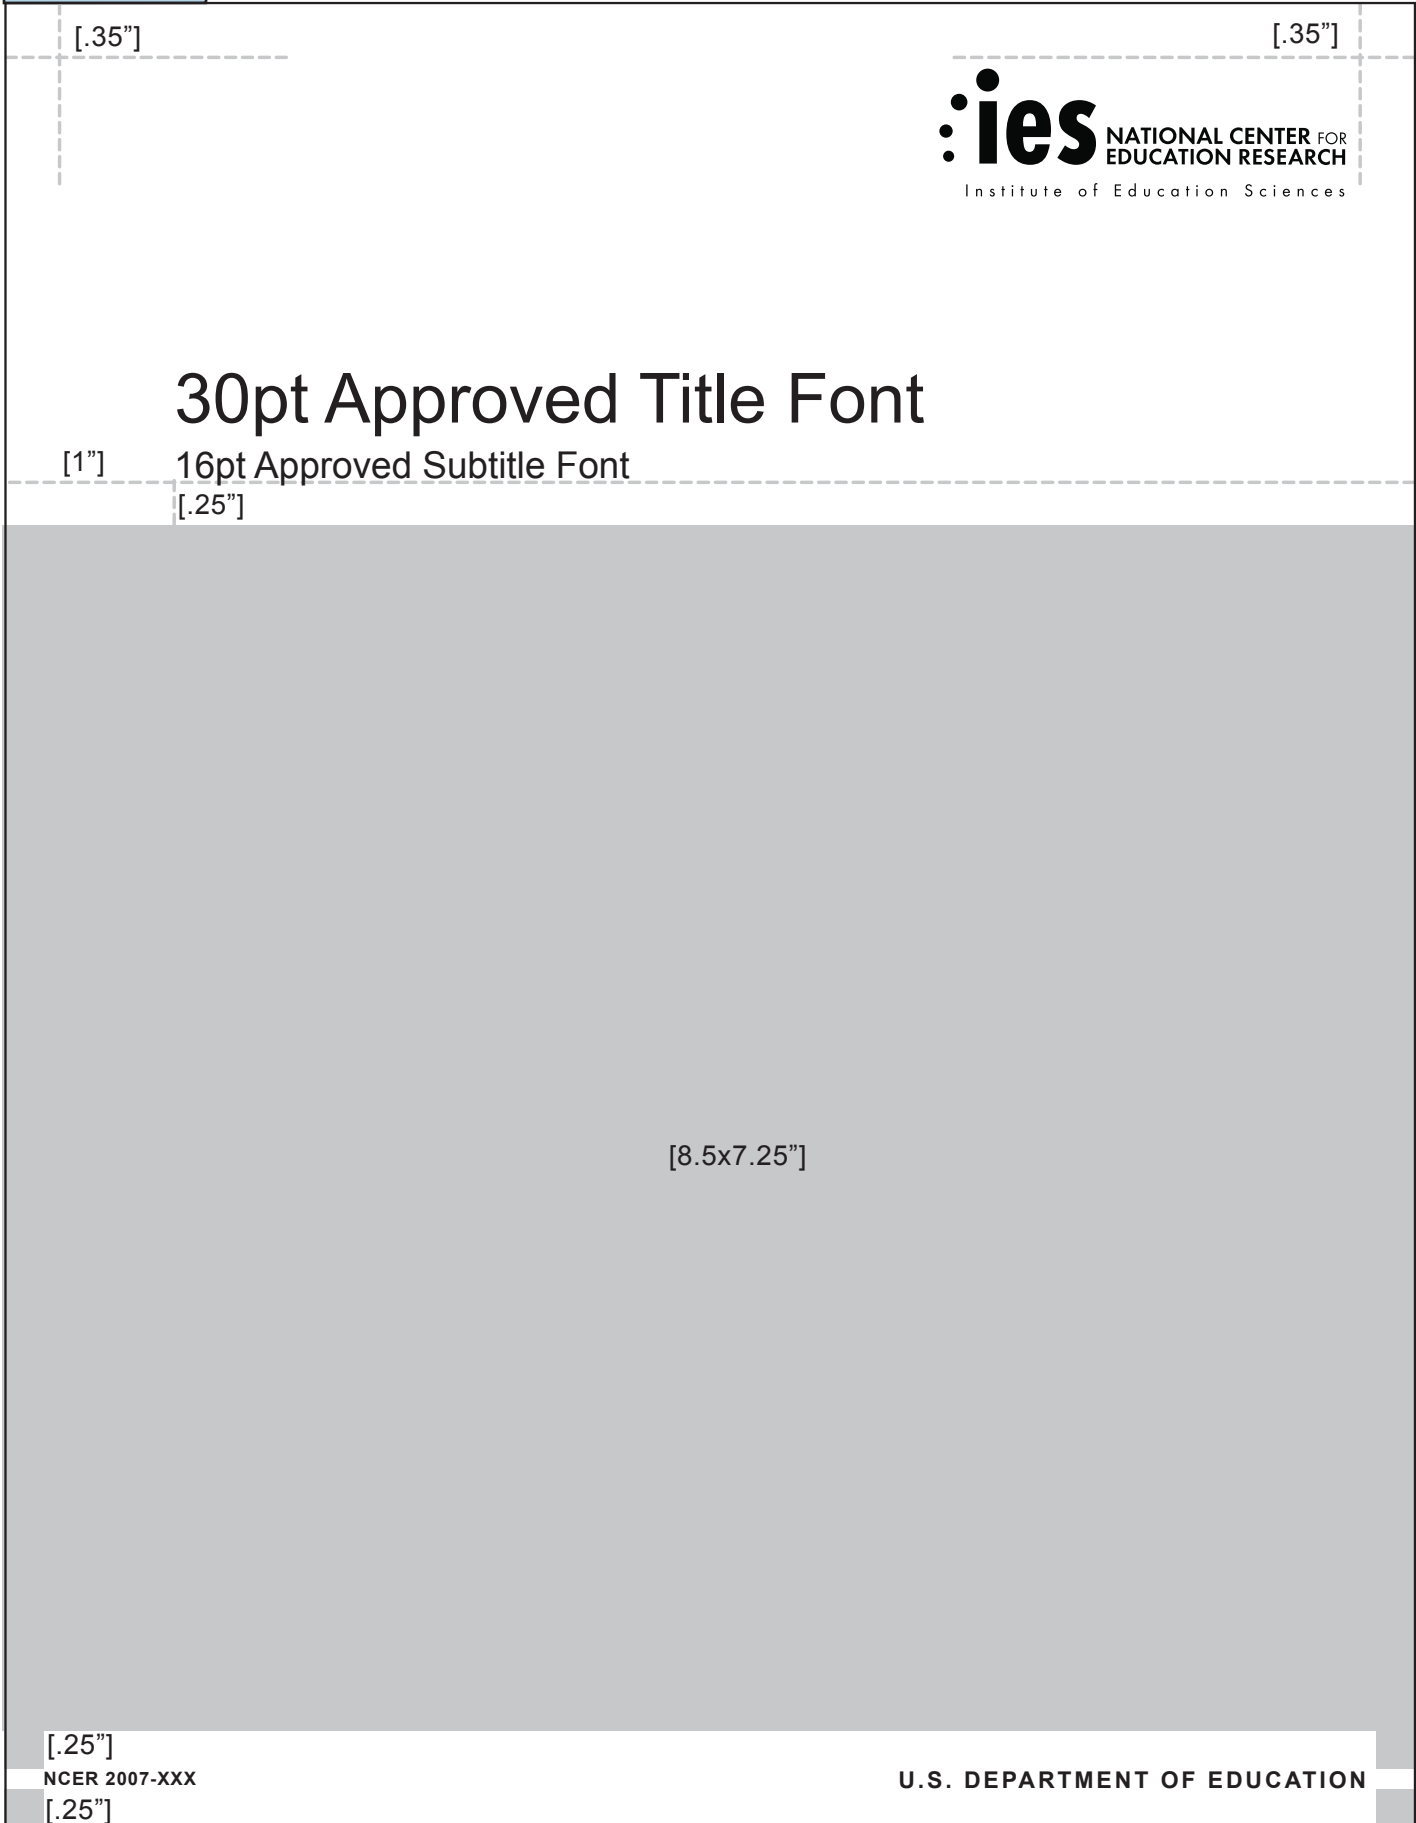 [.35”]
[.35”]
ies
NATIONAL CENTER FOR
EDUCATION RESEARCH
Institute of Education Sciences
30pt Approved Title Font
[1”]
16pt Approved Subtitle Font
[.25”]
[8.5x7.25”]
[.25”]
NCER 2007-XXX
U.S. DEPARTMENT OF EDUCATION
[.25”]